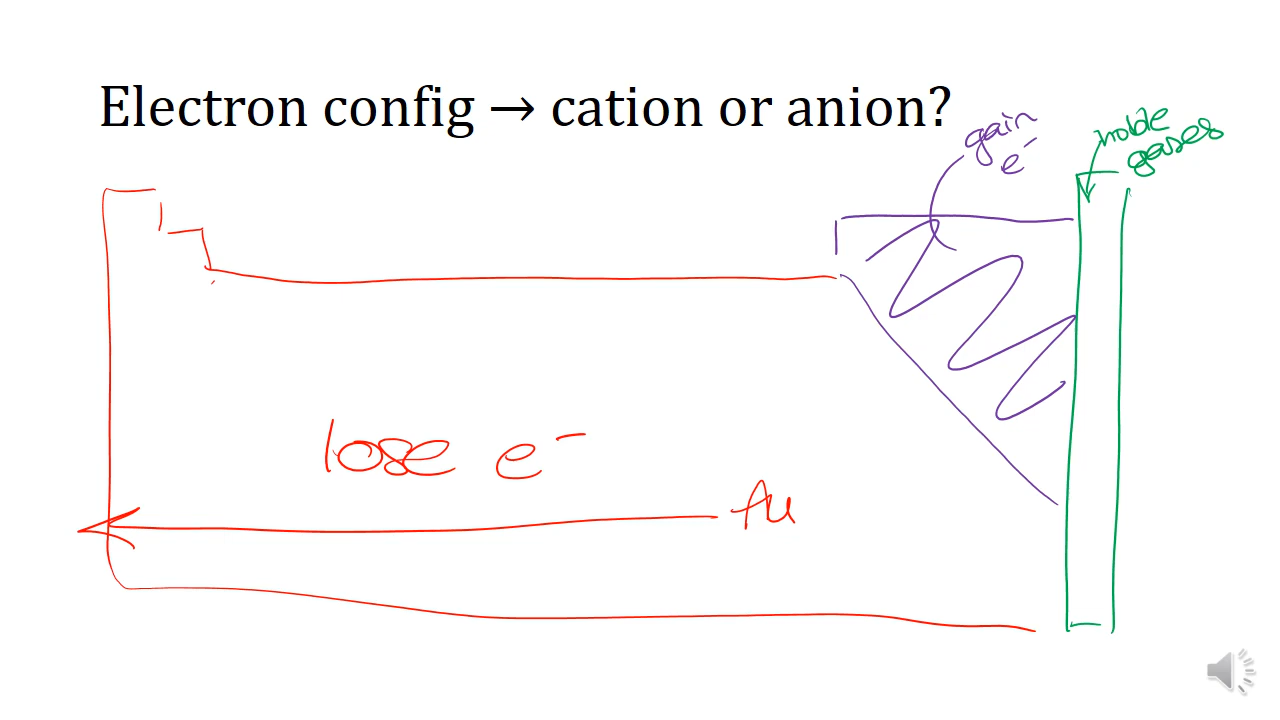 Electron config → cation or anion?
gain
e⁻
noble
gases
lose e⁻
Au